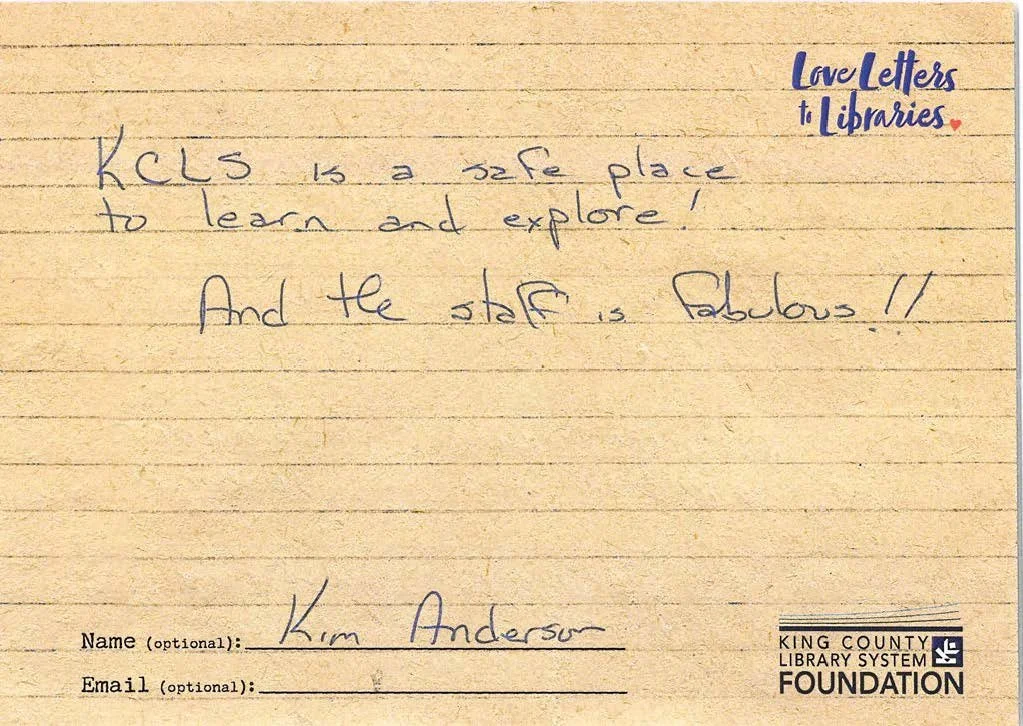 Love Letters
to Libraries
KCLS is a safe place
to learn and explore!
And the staff is fabulous!!
Name (optional): Kim Anderson
Email (optional):
KING COUNTY
LIBRARY SYSTEM
FOUNDATION